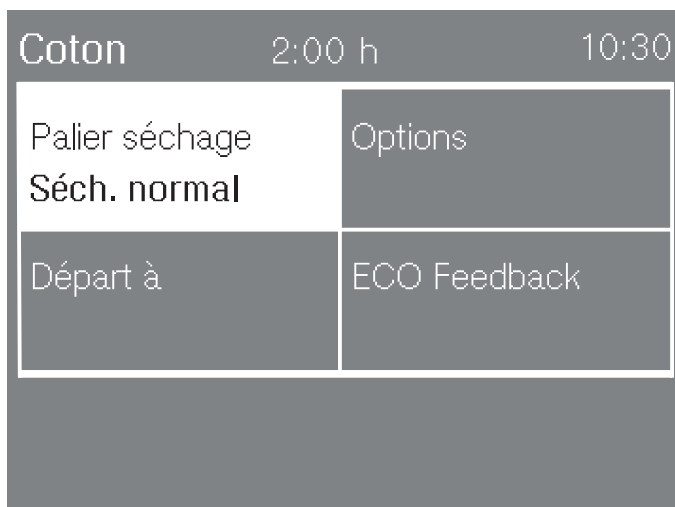 Coton 2:00 h 10:30
Palier séchage Options
Séch. normal
Départ à ECO Feedback